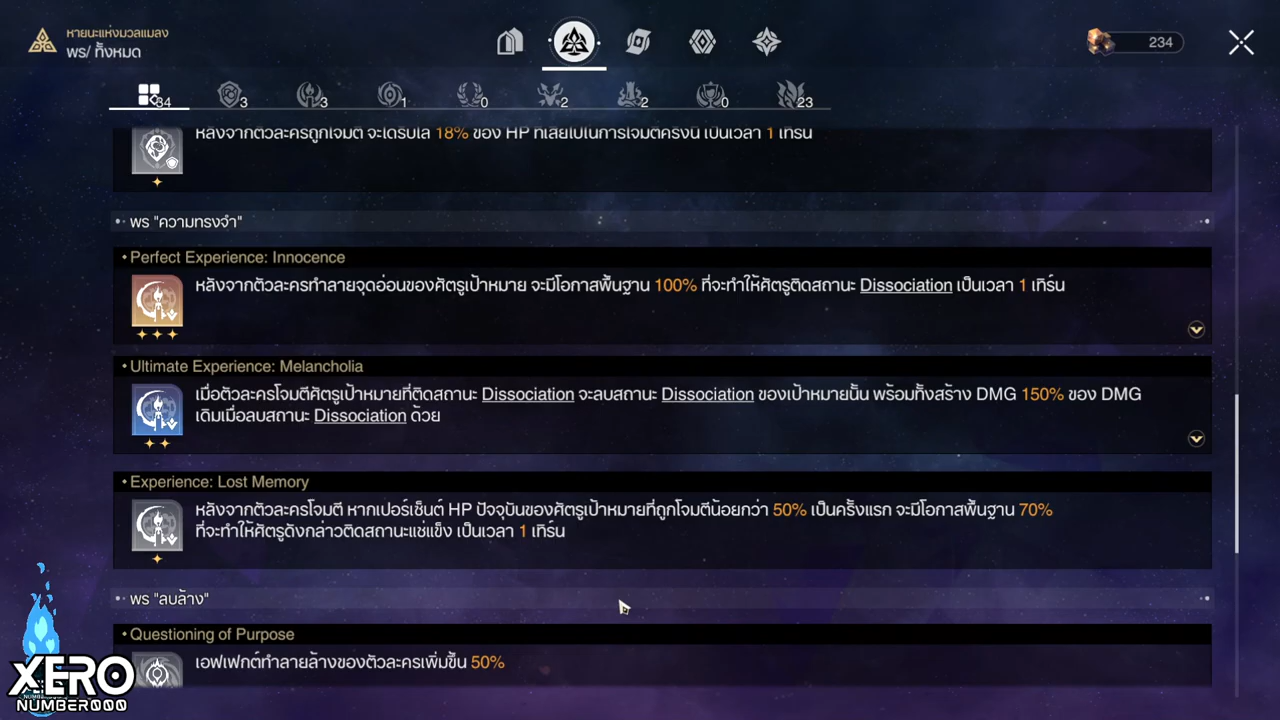 หายนะแห่งมวลแมลง
พร/ ทั้งหมด
234
34
3
3
1
0
2
2
0
23
หลังจากตัวละครถูกโจมตี จะได้รับโล่ 18% ของ HP ที่เสียไปในการโจมตีครั้งนี้ เป็นเวลา 1 เทิร์น
พร "ความทรงจำ"
Perfect Experience: Innocence
หลังจากตัวละครทำลายจุดอ่อนของศัตรูเป้าหมาย จะมีโอกาสพื้นฐาน 100% ที่จะทำให้ศัตรูติดสถานะ Dissociation เป็นเวลา 1 เทิร์น
Ultimate Experience: Melancholia
เมื่อตัวละครโจมตีศัตรูเป้าหมายที่ติดสถานะ Dissociation จะลบสถานะ Dissociation ของเป้าหมายนั้น พร้อมทั้งสร้าง DMG 150% ของ DMG
เดิมเมื่อลบสถานะ Dissociation ด้วย
Experience: Lost Memory
หลังจากตัวละครโจมตี หากเปอร์เซ็นต์ HP ปัจจุบันของศัตรูเป้าหมายที่ถูกโจมตีน้อยกว่า 50% เป็นครั้งแรก จะมีโอกาสพื้นฐาน 70%
ที่จะทำให้ศัตรูดังกล่าวติดสถานะแช่แข็ง เป็นเวลา 1 เทิร์น
พร "ลบล้าง"
Questioning of Purpose
เอฟเฟกต์ทำลายล้างของตัวละครเพิ่มขึ้น 50%
XERO
NUMBER000